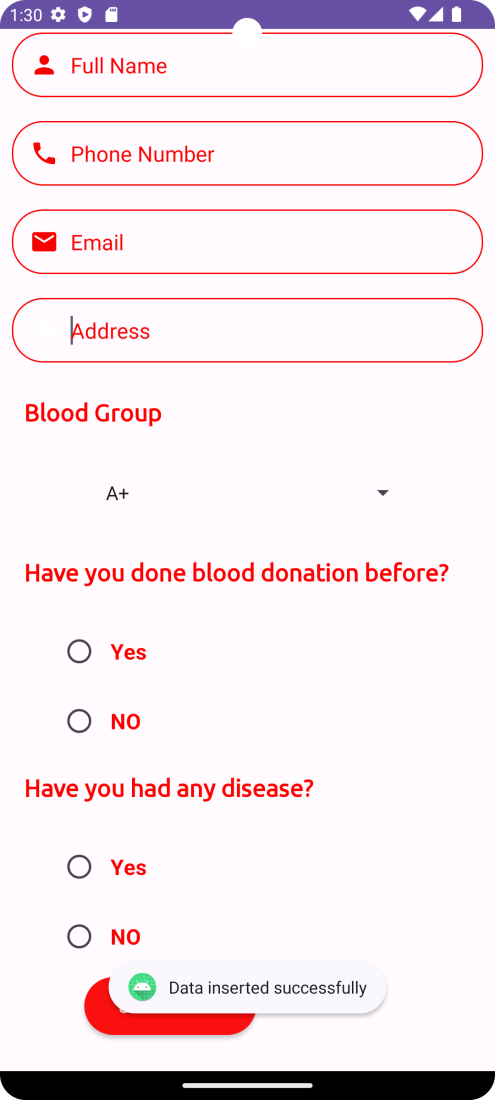 1:30
Full Name
Phone Number
Email
Address
Blood Group
A+
Have you done blood donation before?
Yes
NO
Have you had any disease?
Yes
NO
Data inserted successfully